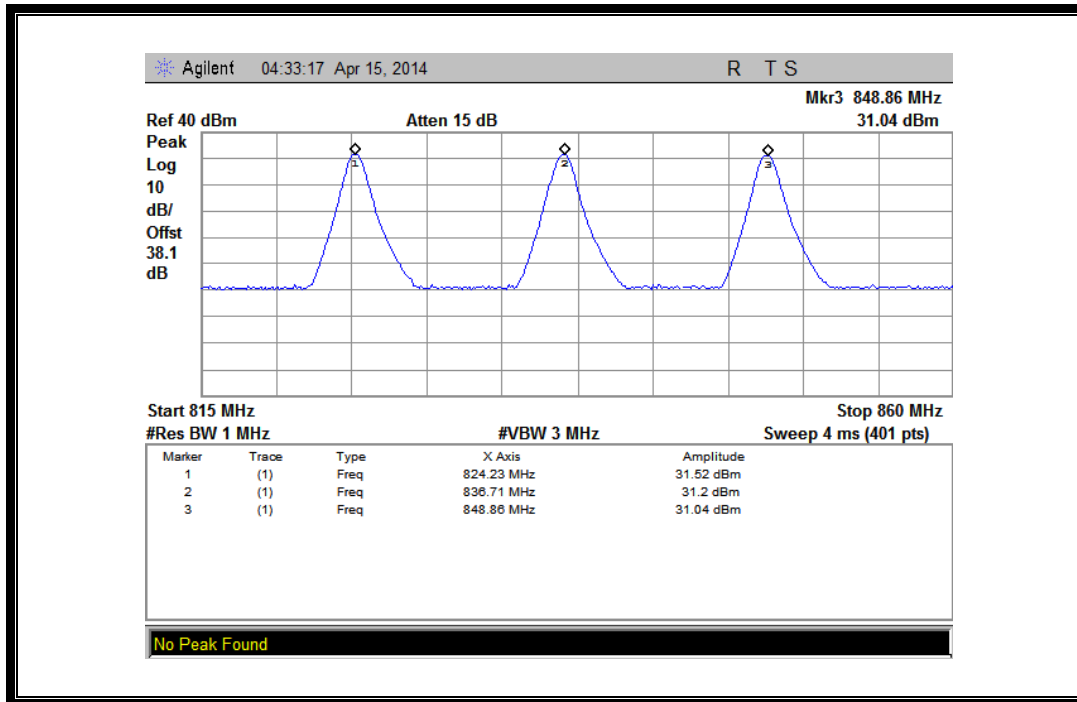 Agilent 04:33:17 Apr 15, 2014 R T S
Mkr3 848.86 MHz
Ref 40 dBm Atten 15 dB 31.04 dBm
Peak
Log
10
dB/
Offst
38.1
dB
1 2 3
Start 815 MHz Stop 860 MHz
#Res BW 1 MHz #VBW 3 MHz Sweep 4 ms (401 pts)
Marker Trace Type X Axis Amplitude
1 (1) Freq 824.23 MHz 31.52 dBm
2 (1) Freq 836.71 MHz 31.2 dBm
3 (1) Freq 848.86 MHz 31.04 dBm
No Peak Found